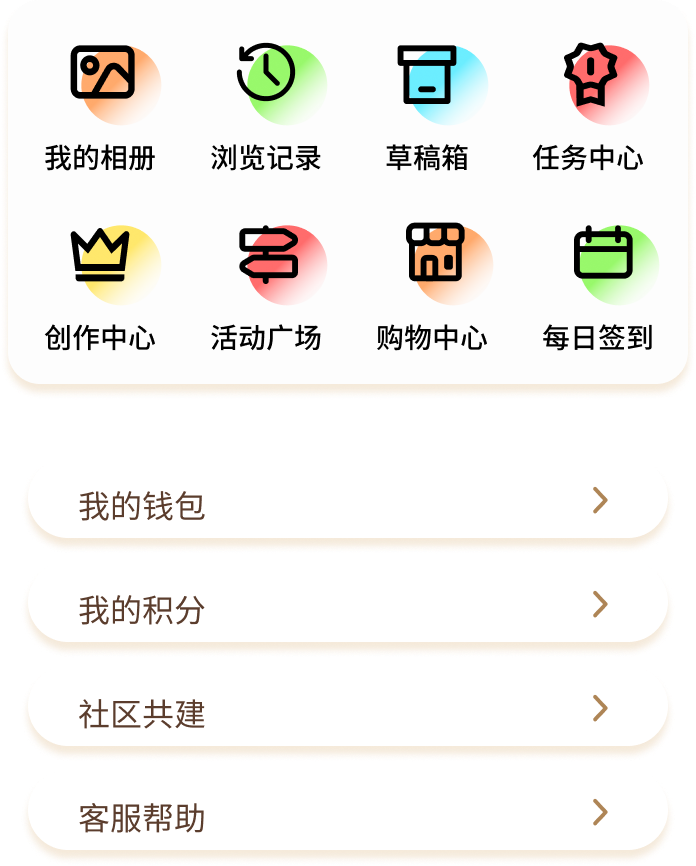 我的相册 浏览记录 草稿箱 任务中心
创作中心 活动广场 购物中心 每日签到
我的钱包
我的积分
社区共建
客服帮助